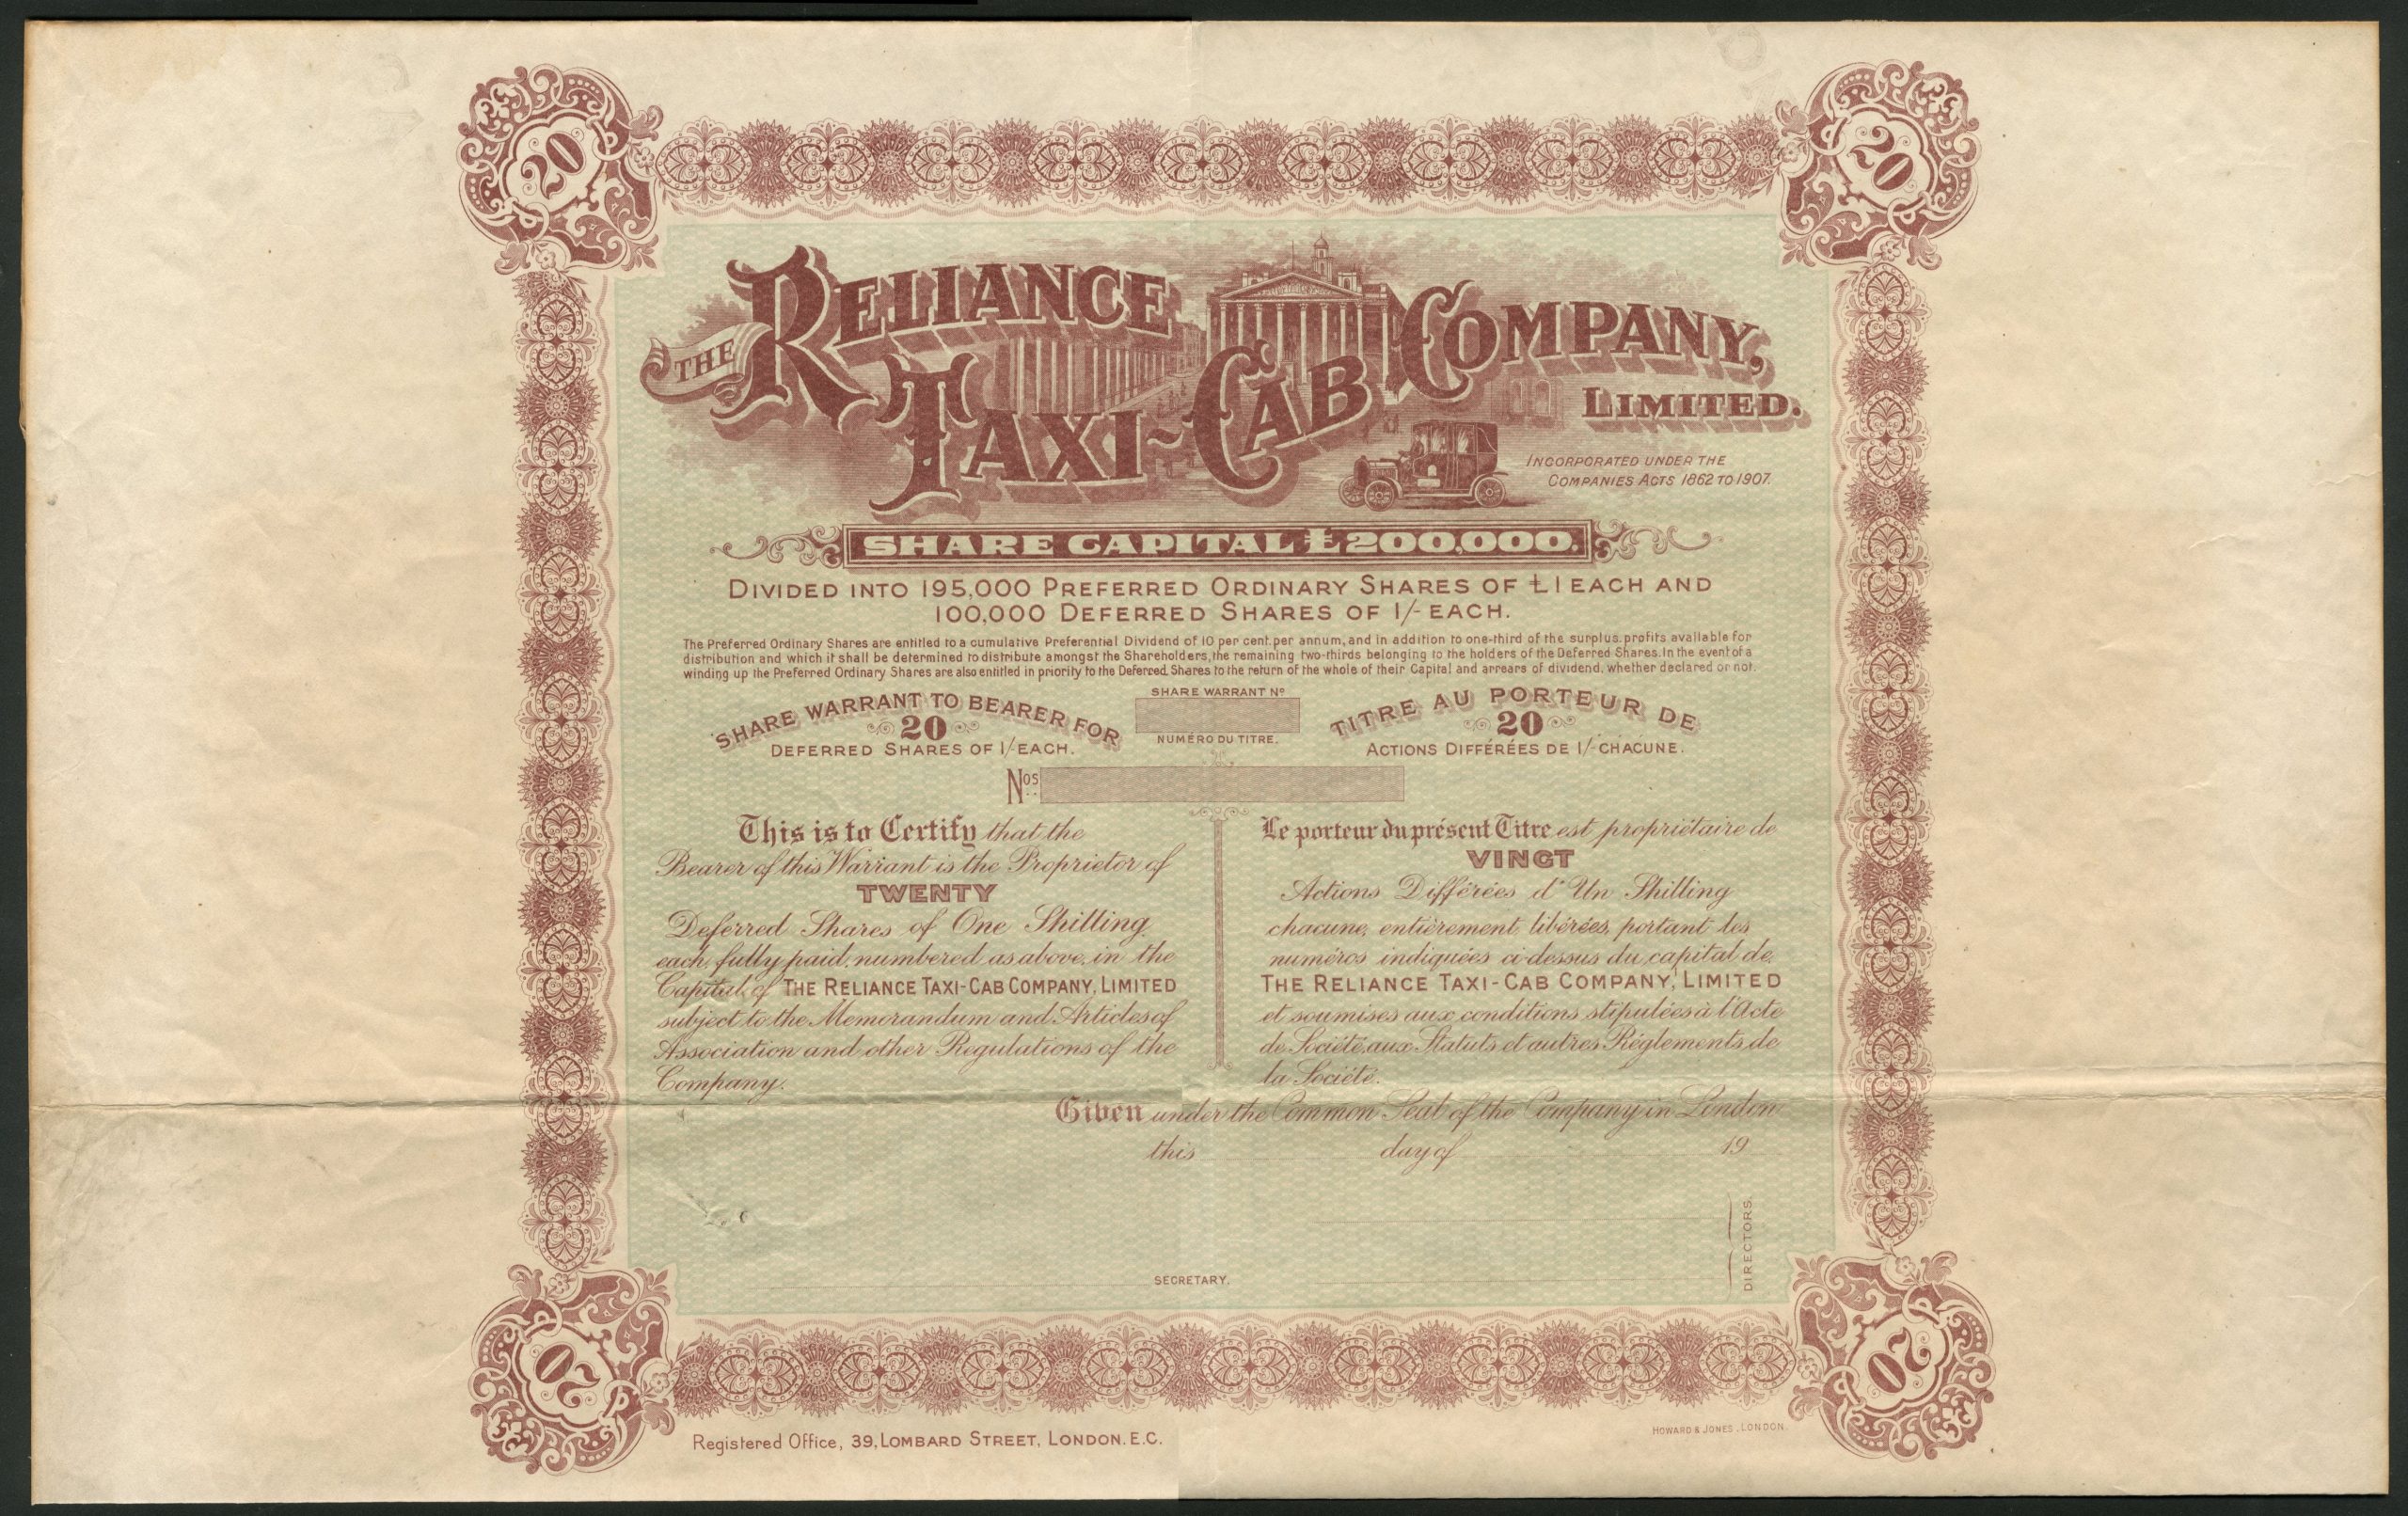 20
20
THE RELIANCE TAXI-CAB COMPANY, LIMITED.
INCORPORATED UNDER THE
COMPANIES ACTS 1862 TO 1907.
SHARE CAPITAL £200,000.
DIVIDED INTO 195,000 PREFERRED ORDINARY SHARES OF £1 EACH AND
100,000 DEFERRED SHARES OF 1/- EACH.
The Preferred Ordinary Shares are entitled to a cumulative Preferential Dividend of 10 per cent. per annum, and in addition to one-third of the surplus profits available for
distribution and which it shall be determined to distribute amongst the Shareholders, the remaining two-thirds belonging to the holders of the Deferred Shares. In the event of a
winding up the Preferred Ordinary Shares are also entitled in priority to the Deferred Shares to the return of the whole of their Capital and arrears of dividend, whether declared or not.
SHARE WARRANT TO BEARER FOR
20
DEFERRED SHARES OF 1/- EACH.
SHARE WARRANT Nº
NUMÉRO DU TITRE.
TITRE AU PORTEUR DE
20
ACTIONS DIFFÉRÉES DE 1/- CHACUNE.
Nos
This is to Certify that the
Bearer of this Warrant is the Proprietor of
TWENTY
Deferred Shares of One Shilling
each, fully paid, numbered as above, in the
Capital of THE RELIANCE TAXI-CAB COMPANY, LIMITED
subject to the Memorandum and Articles of
Association and other Regulations of the
Company.
Le porteur du présent Titre est propriétaire de
VINGT
Actions Différées d'Un Shilling
chacune, entièrement libérées, portant les
numéros indiquées ci-dessus du capital de
THE RELIANCE TAXI-CAB COMPANY, LIMITED
et soumises aux conditions stipulées à l'Acte
de Société, aux Statuts et autres Règlements de
la Société.
Given under the Common Seal of the Company in London
this day of 19
DIRECTORS.
SECRETARY.
20
20
Registered Office, 39, LOMBARD STREET, LONDON. E.C.
HOWARD & JONES, LONDON.